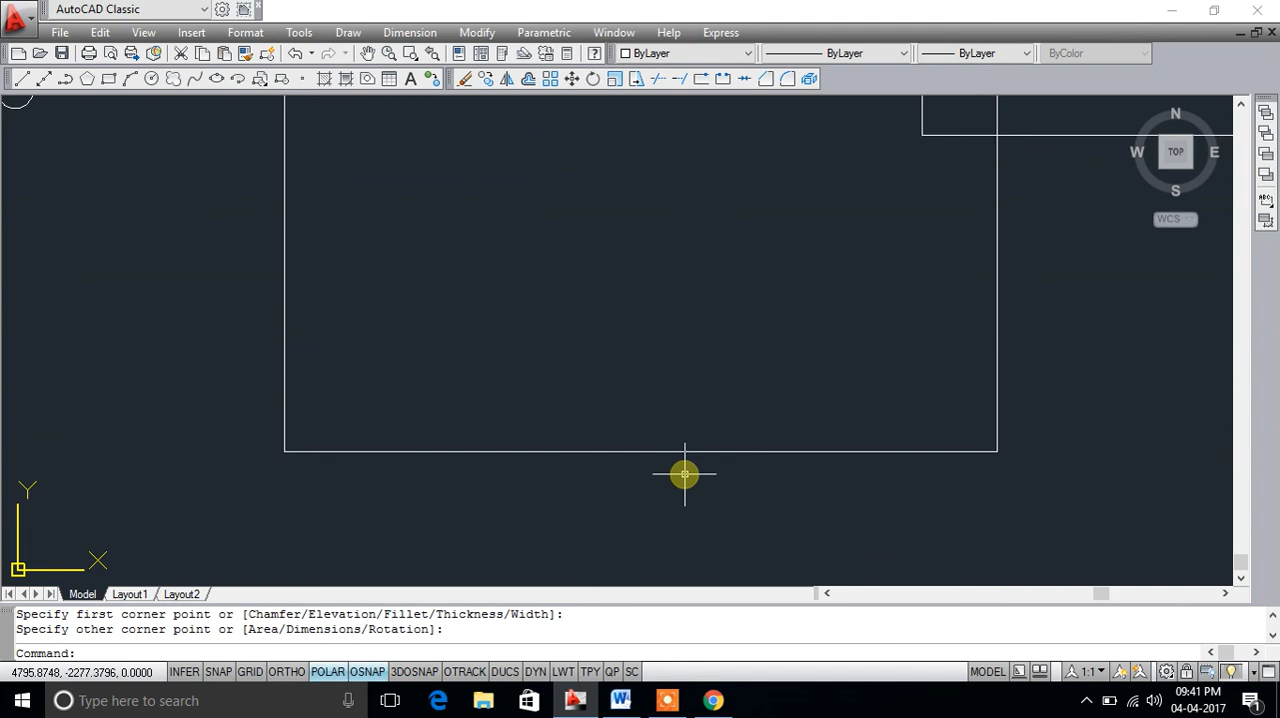 AutoCAD Classic
File Edit View Insert Format Tools Draw Dimension Modify Parametric Window Help Express
ByLayer ByLayer ByLayer ByColor
A
N
W TOP E
S
WCS
ABC
Y
X
Model Layout1 Layout2
Specify first corner point or [Chamfer/Elevation/Fillet/Thickness/Width]:
Specify other corner point or [Area/Dimensions/Rotation]:
Command:
4795.8748, -2277.3796, 0.0000 INFER SNAP GRID ORTHO POLAR OSNAP 3DOSNAP OTRACK DUCS DYN LWT TPY QP SC MODEL 1:1
Type here to search
09:41 PM
04-04-2017